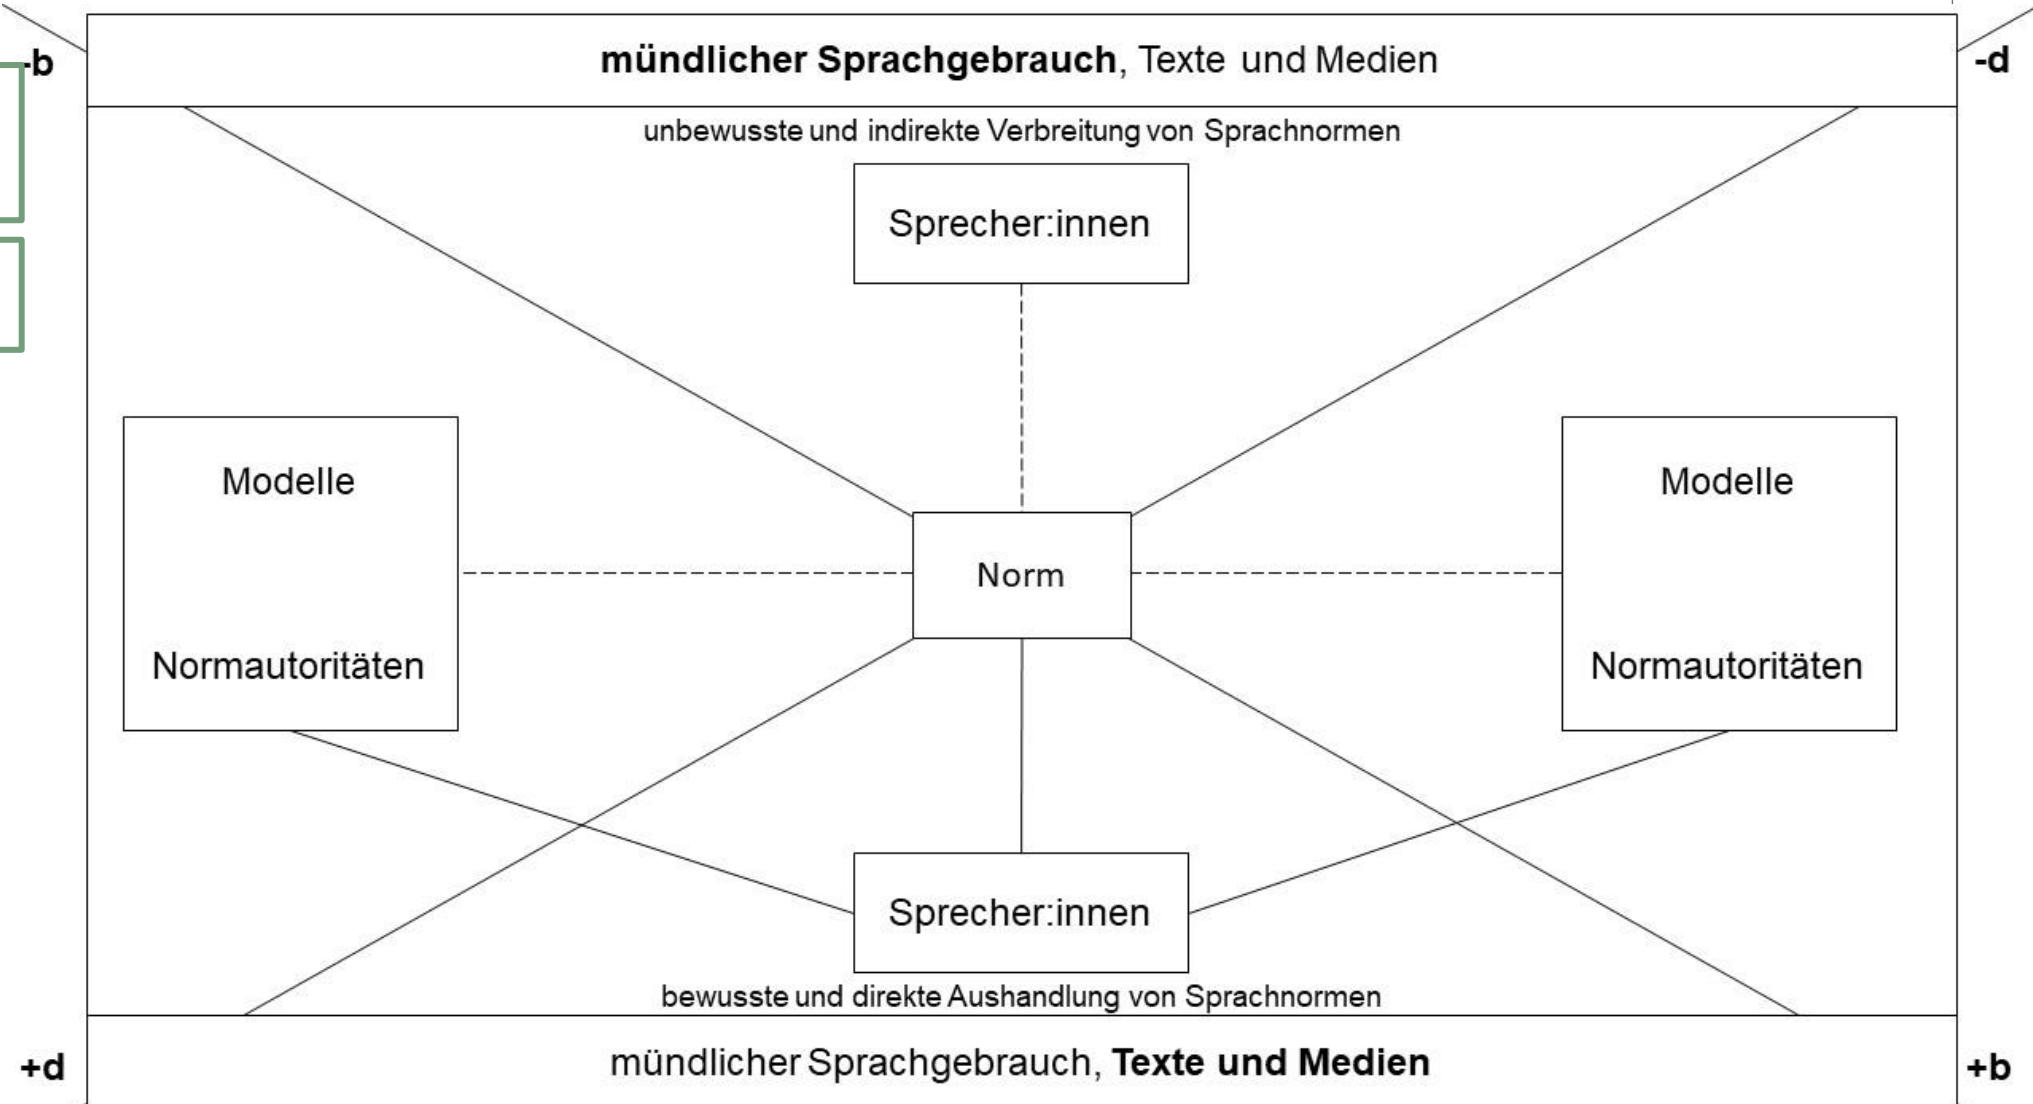 mündlicher Sprachgebrauch, Texte und Medien
-b
-d
unbewusste und indirekte Verbreitung von Sprachnormen
Sprecher:innen
Modelle
Modelle
Norm
Normautoritäten
Normautoritäten
Sprecher:innen
bewusste und direkte Aushandlung von Sprachnormen
+d
mündlicher Sprachgebrauch, Texte und Medien
+b